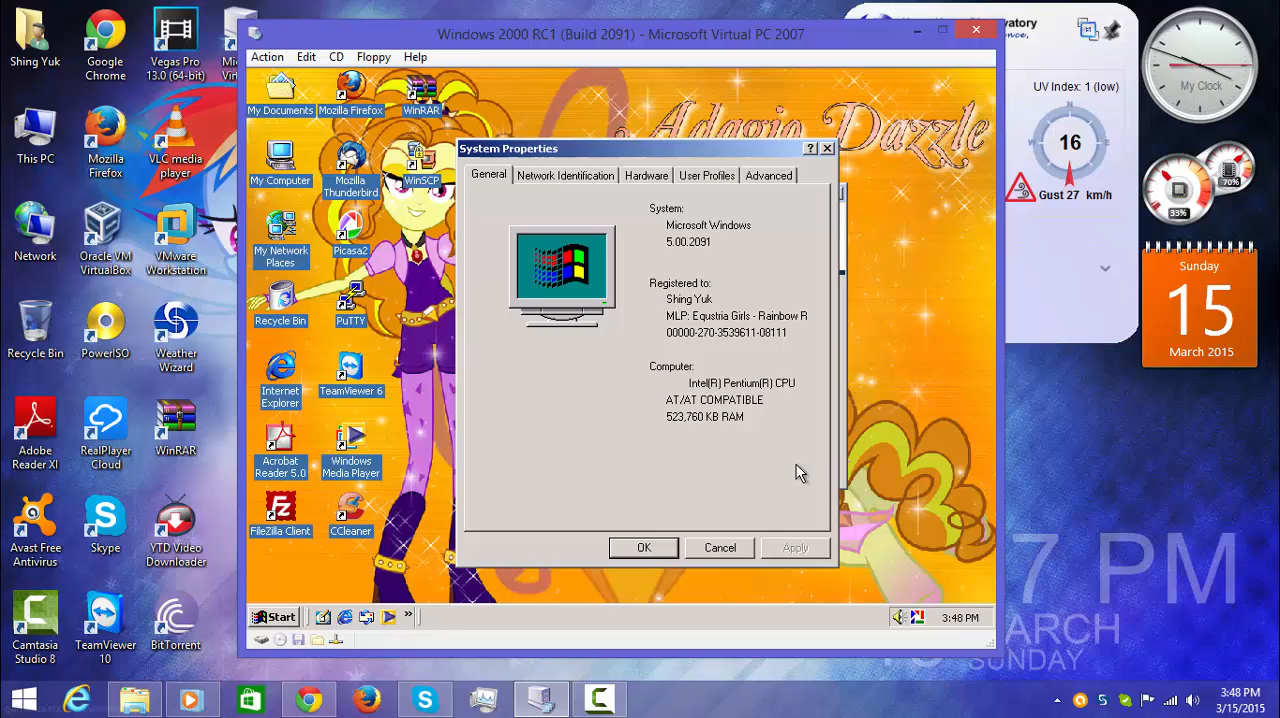 Shing Yuk
Google
Chrome
Vegas Pro
13.0 (64-bit)
This PC
Mozilla
Firefox
VLC media
player
Network
Oracle VM
VirtualBox
VMware
Workstation
Recycle Bin
PowerISO
Weather
Wizard
Adobe
Reader XI
RealPlayer
Cloud
WinRAR
Avast Free
Antivirus
Skype
YTD Video
Downloader
Camtasia
Studio 8
TeamViewer
10
BitTorrent
Windows 2000 RC1 (Build 2091) - Microsoft Virtual PC 2007
Action Edit CD Floppy Help
My Documents
Mozilla Firefox
WinRAR
My Computer
Mozilla
Thunderbird
WinSCP
My Network
Places
Picasa2
Recycle Bin
PuTTY
Internet
Explorer
TeamViewer 6
Acrobat
Reader 5.0
Windows
Media Player
FileZilla Client
CCleaner
Adagio Dazzle
System Properties
General Network Identification Hardware User Profiles Advanced
System:
Microsoft Windows
5.00.2091
Registered to:
Shing Yuk
MLP: Equestria Girls - Rainbow R
00000-270-3539611-08111
Computer:
Intel(R) Pentium(R) CPU
AT/AT COMPATIBLE
523,760 KB RAM
OK Cancel Apply
Start
3:48 PM
UV Index: 1 (low)
N
16
Gust 27 km/h
My Clock
70%
33%
Sunday
15
March 2015
7 PM
SUNDAY
3:48 PM
3/15/2015